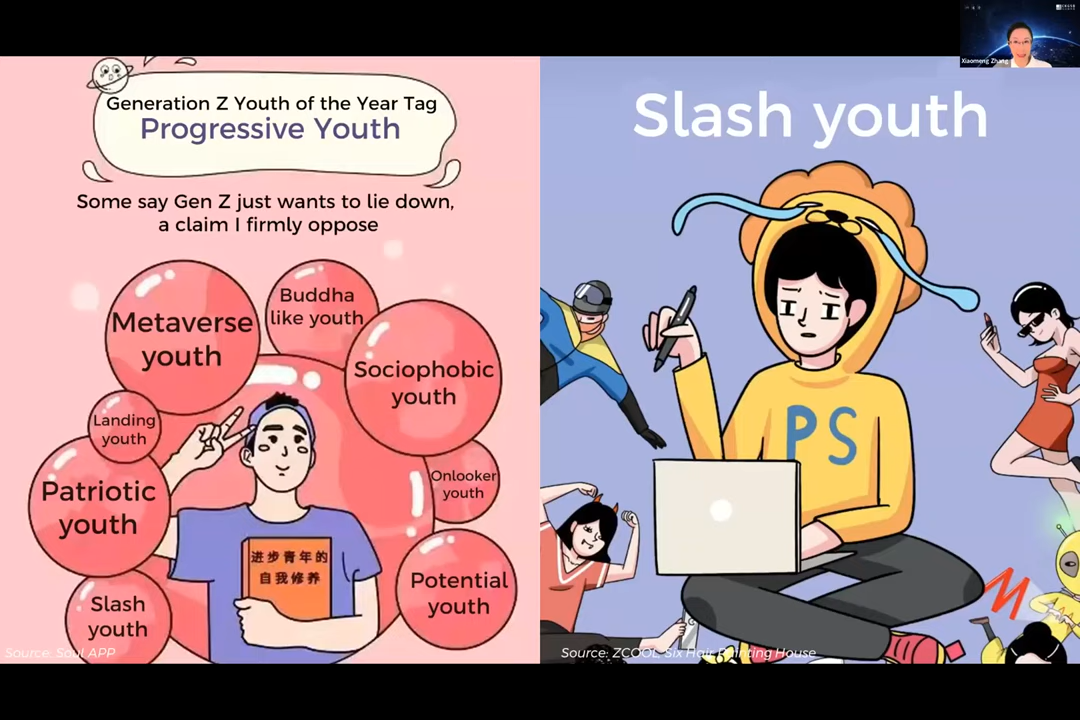 Generation Z Youth of the Year Tag
Progressive Youth
Some say Gen Z just wants to lie down,
a claim I firmly oppose
Metaverse
youth
Buddha
like youth
Sociophobic
youth
Landing
youth
Patriotic
youth
Onlooker
youth
进步青年的
自我修养
Potential
youth
Slash
youth
Source: Soul APP
Slash youth
PS
Source: ZCOOL Six Hair Painting House
Xiaomeng Zhang